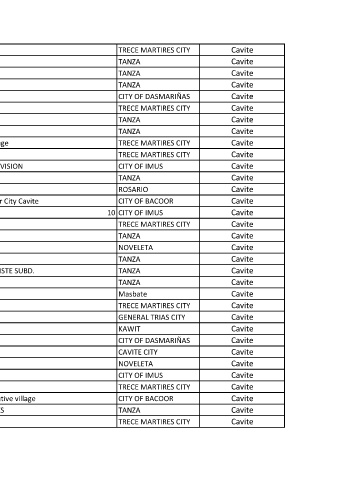 TRECE MARTIRES CITY Cavite
TANZA Cavite
TANZA Cavite
TANZA Cavite
CITY OF DASMARIÑAS Cavite
TRECE MARTIRES CITY Cavite
TANZA Cavite
TANZA Cavite
ge TRECE MARTIRES CITY Cavite
TRECE MARTIRES CITY Cavite
VISION CITY OF IMUS Cavite
TANZA Cavite
ROSARIO Cavite
r City Cavite CITY OF BACOOR Cavite
10 CITY OF IMUS Cavite
TRECE MARTIRES CITY Cavite
TANZA Cavite
NOVELETA Cavite
TANZA Cavite
ISTE SUBD. TANZA Cavite
TANZA Cavite
Masbate Cavite
TRECE MARTIRES CITY Cavite
GENERAL TRIAS CITY Cavite
KAWIT Cavite
CITY OF DASMARIÑAS Cavite
CAVITE CITY Cavite
NOVELETA Cavite
CITY OF IMUS Cavite
TRECE MARTIRES CITY Cavite
tive village CITY OF BACOOR Cavite
S TANZA Cavite
TRECE MARTIRES CITY Cavite